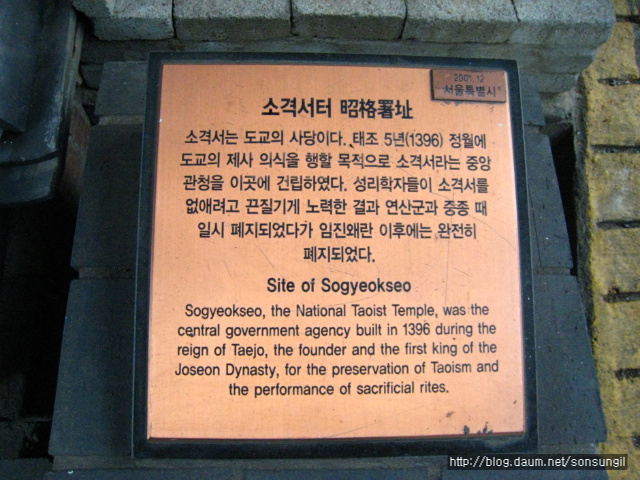 2001. 12
서울특별시
소격서터 昭格署址
소격서는 도교의 사당이다. 태조 5년(1396) 정월에
도교의 제사 의식을 행할 목적으로 소격서라는 중앙
관청을 이곳에 건립하였다. 성리학자들이 소격서를
없애려고 끈질기게 노력한 결과 연산군과 중종 때
일시 폐지되었다가 임진왜란 이후에는 완전히
폐지되었다.
Site of Sogyeokseo
Sogyeokseo, the National Taoist Temple, was the
central government agency built in 1396 during the
reign of Taejo, the founder and the first king of the
Joseon Dynasty, for the preservation of Taoism and
the performance of sacrificial rites.
http://blog.daum.net/sonsungil